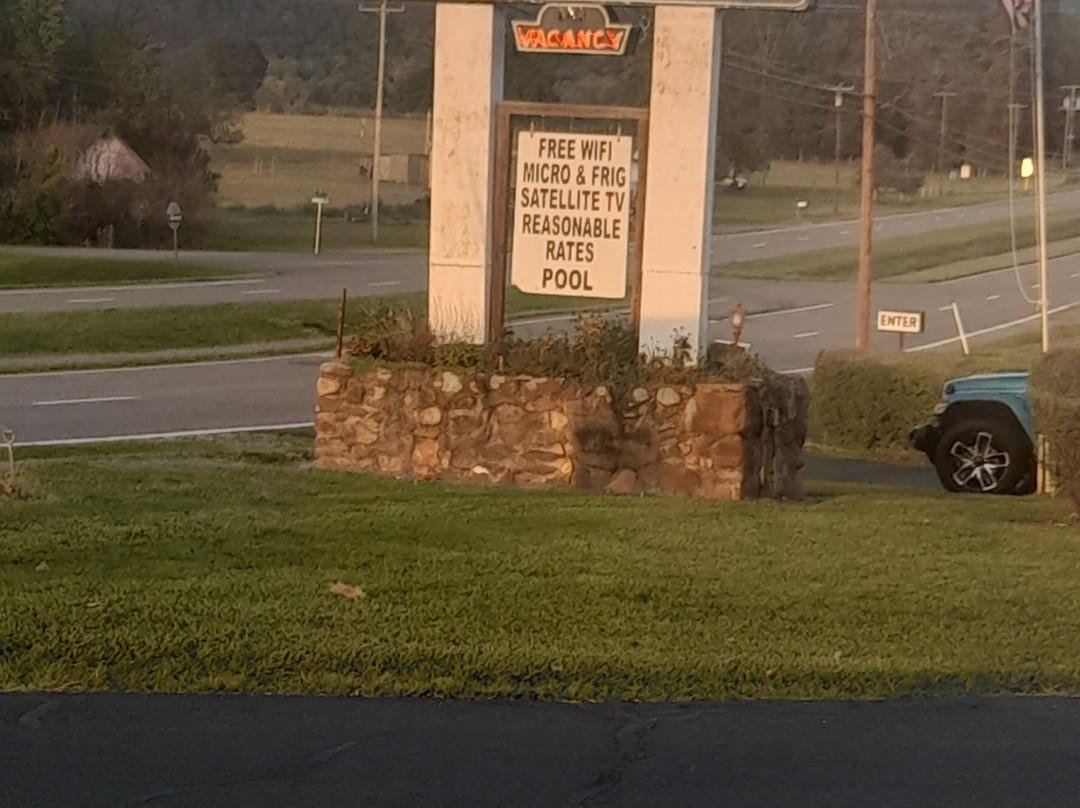 VACANCY
FREE WIFI
MICRO & FRIG
SATELLITE TV
REASONABLE
RATES
POOL
ENTER